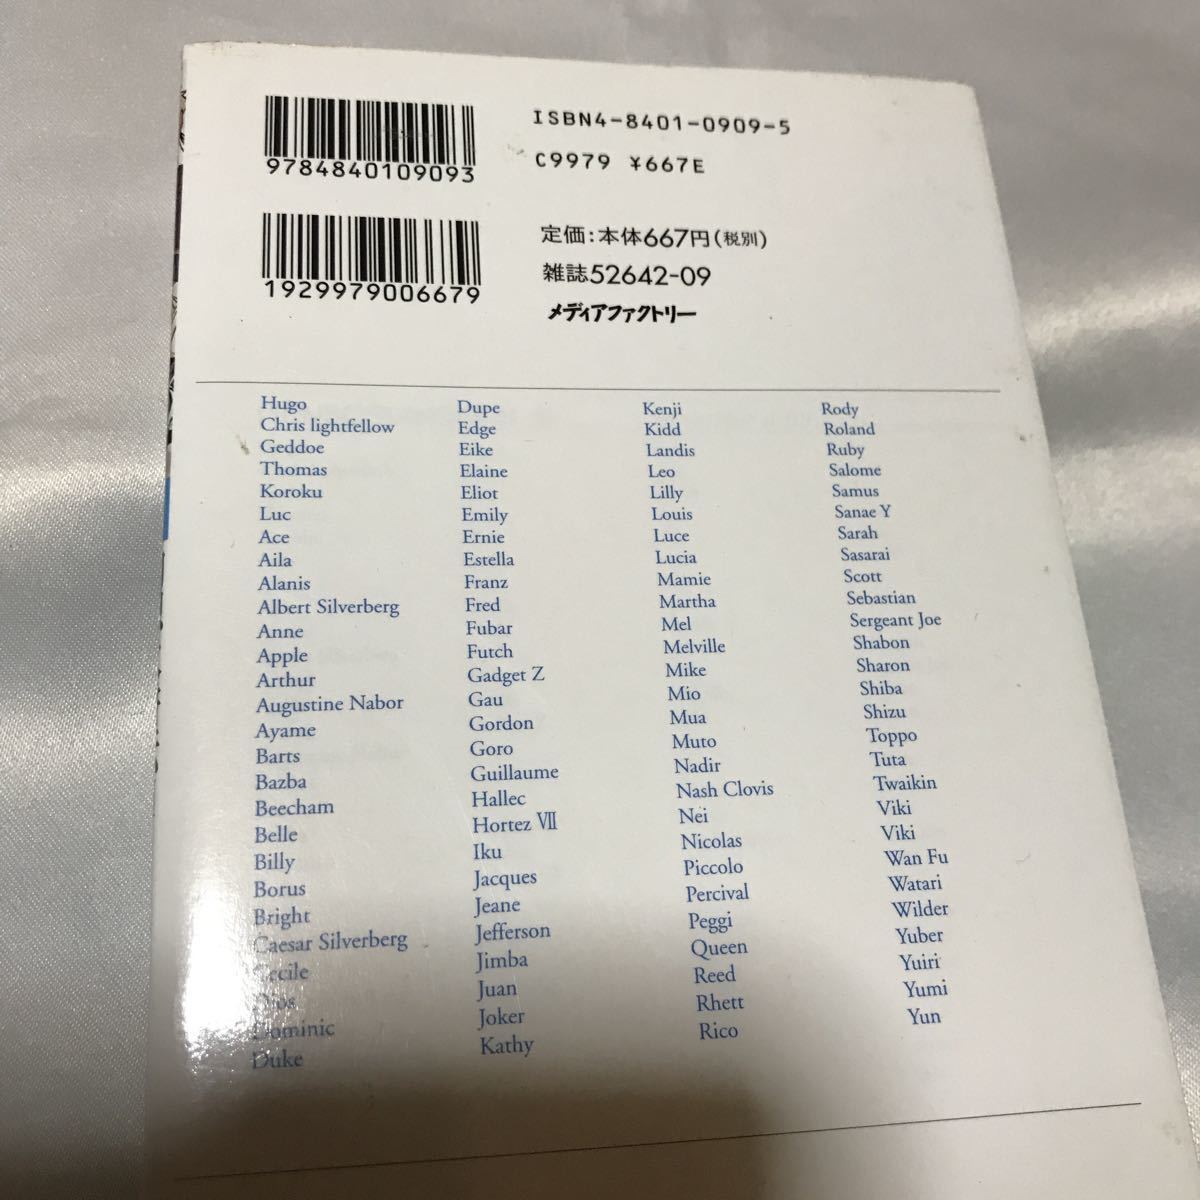 9784840109093
ISBN4-8401-0909-5
C9979 ¥667E
1929979006679
定価:本体667円(税別)
雑誌52642-09
メディアファクトリー
Hugo
Chris lightfellow
Geddoe
Thomas
Koroku
Luc
Ace
Aila
Alanis
Albert Silverberg
Anne
Apple
Arthur
Augustine Nabor
Ayame
Barts
Bazba
Beecham
Belle
Billy
Borus
Bright
Caesar Silverberg
Cecile
Dios
Dominic
Duke
Dupe
Edge
Eike
Elaine
Eliot
Emily
Ernie
Estella
Franz
Fred
Fubar
Futch
Gadget Z
Gau
Gordon
Goro
Guillaume
Hallec
Hortez Ⅶ
Iku
Jacques
Jeane
Jefferson
Jimba
Juan
Joker
Kathy
Kenji
Kidd
Landis
Leo
Lilly
Louis
Luce
Lucia
Mamie
Martha
Mel
Melville
Mike
Mio
Mua
Muto
Nadir
Nash Clovis
Nei
Nicolas
Piccolo
Percival
Peggi
Queen
Reed
Rhett
Rico
Rody
Roland
Ruby
Salome
Samus
Sanae Y
Sarah
Sasarai
Scott
Sebastian
Sergeant Joe
Shabon
Sharon
Shiba
Shizu
Toppo
Tuta
Twaikin
Viki
Viki
Wan Fu
Watari
Wilder
Yuber
Yuiri
Yumi
Yun